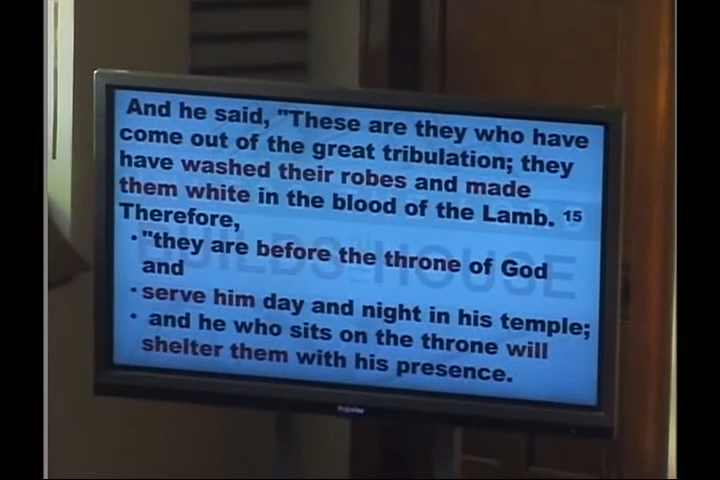 And he said, "These are they who have
come out of the great tribulation; they
have washed their robes and made
them white in the blood of the Lamb. 15
Therefore,
• "they are before the throne of God
and
• serve him day and night in his temple;
• and he who sits on the throne will
shelter them with his presence.
BUILDS THE HOUSE